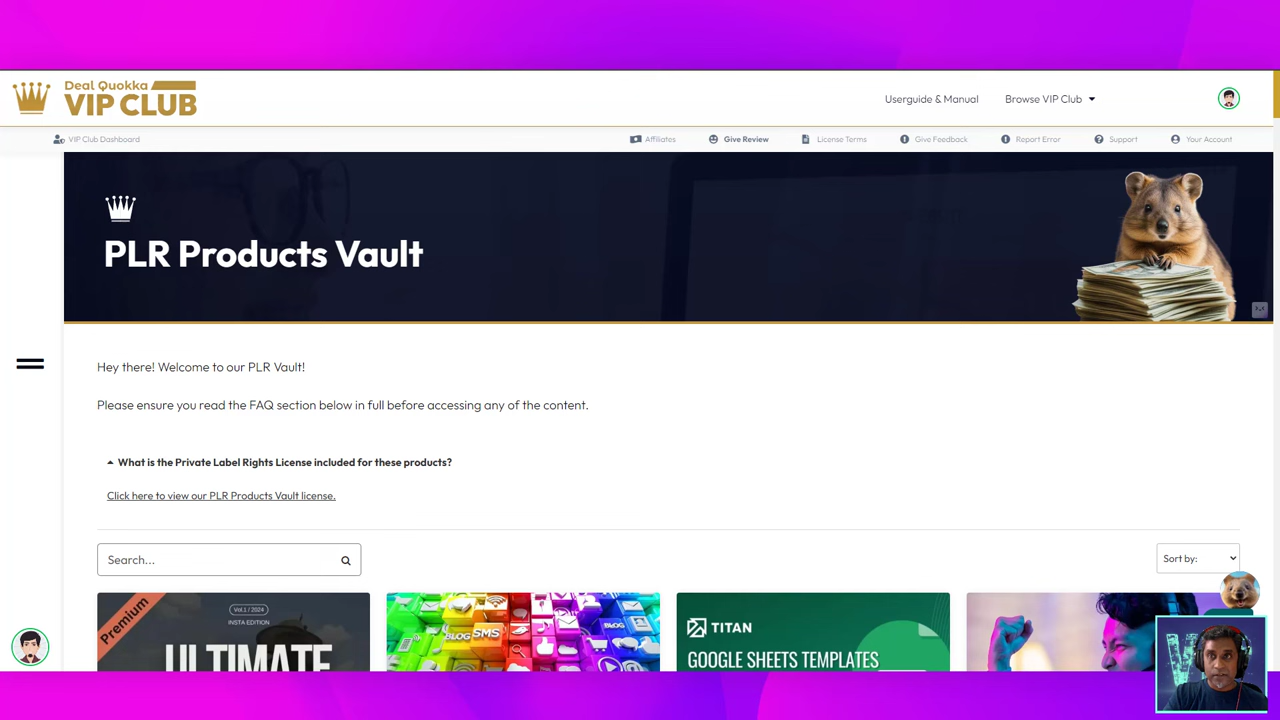 Deal Quokka
VIP CLUB
Userguide & Manual
Browse VIP Club
VIP Club Dashboard
Affiliates
Give Review
License Terms
Give Feedback
Report Error
Support
Your Account
PLR Products Vault
Hey there! Welcome to our PLR Vault!
Please ensure you read the FAQ section below in full before accessing any of the content.
What is the Private Label Rights License included for these products?
Click here to view our PLR Products Vault license.
Search...
Sort by:
Premium
Vol.1 / 2024
INSTA EDITION
ULTIMATE
BLOG
SMS
TITAN
GOOGLE SHEETS TEMPLATES